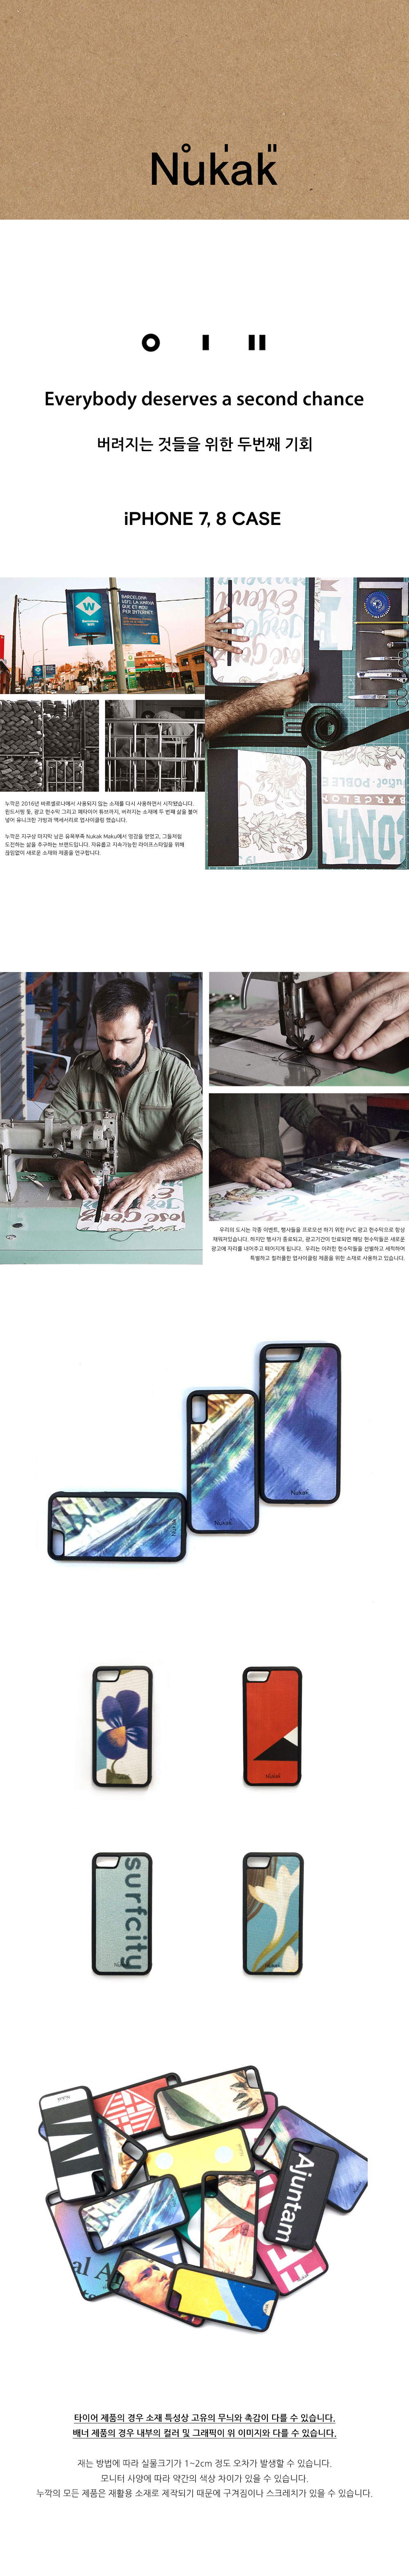 Nukak
Everybody deserves a second chance
버려지는 것들을 위한 두번째 기회
iPHONE 7, 8 CASE
W
BARCELONA
누깍은 2016년 바르셀로나에서 사용되지 않는 소재를 다시 사용하면서 시작됐습니다.
윈드서핑 돛, 광고 현수막 그리고 폐타이어 튜브까지, 버려지는 소재에 두 번째 삶을 불어
넣어 유니크한 가방과 액세서리로 업사이클링 했습니다.
누깍은 지구상 마지막 남은 유목부족 Nukak Maku에서 영감을 받았고, 그들처럼
도전하는 삶을 추구하는 브랜드입니다. 자유롭고 지속가능한 라이프스타일을 위해
끊임없이 새로운 소재와 제품을 연구합니다.
우리의 도시는 각종 이벤트, 행사들을 프로모션 하기 위한 PVC 광고 현수막으로 항상
채워져있습니다. 하지만 행사가 종료되고, 광고기간이 만료되면 해당 현수막들은 새로운
광고에 자리를 내어주고 폐어지게 됩니다. 우리는 이러한 현수막들을 선별하고 세척하여
특별하고 컬러풀한 업사이클링 제품을 위한 소재로 사용하고 있습니다.
Nukak
Nukak
Nukak
Nukak
surfcity
Nukak
Ajuntam
타이어 제품의 경우 소재 특성상 고유의 무늬와 촉감이 다를 수 있습니다.
배너 제품의 경우 내부의 컬러 및 그래픽이 위 이미지와 다를 수 있습니다.
재는 방법에 따라 실물크기가 1~2cm 정도 오차가 발생할 수 있습니다.
모니터 사양에 따라 약간의 색상 차이가 있을 수 있습니다.
누깍의 모든 제품은 재활용 소재로 제작되기 때문에 구겨짐이나 스크레치가 있을 수 있습니다.